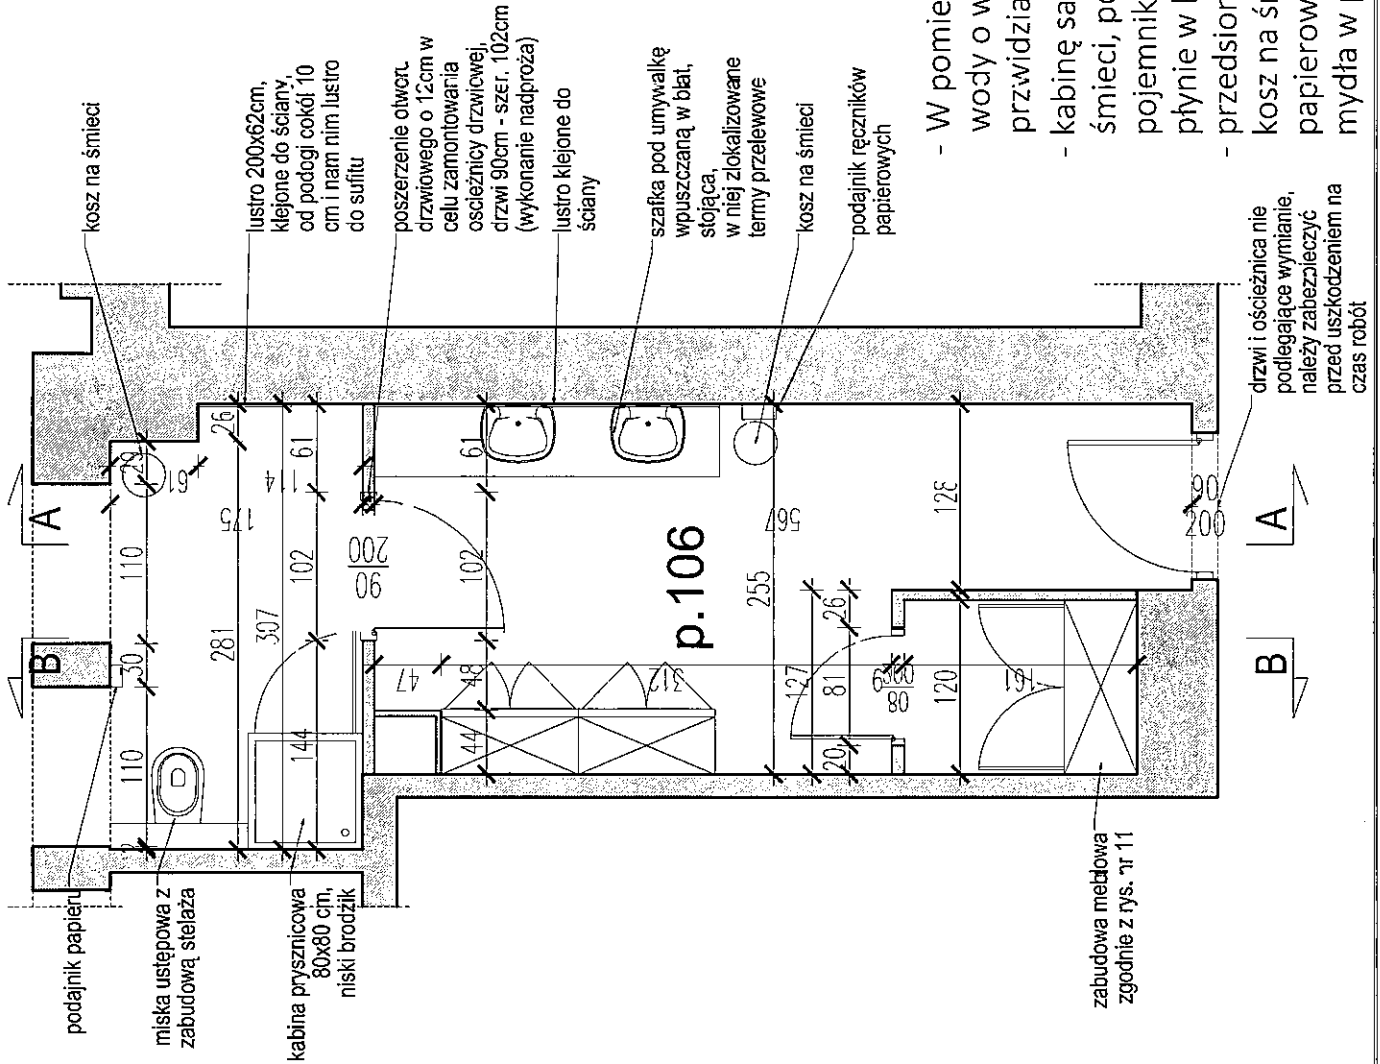 podajnik papieru
miska ustępowa z
zabudową stelaża
kabina prysznicowa
80x80 cm,
niski brodzik
zabudowa meblowa
zgodnie z rys. nr 11
kosz na śmieci
lustro 200x62cm,
klejone do ściany,
od podogi cokół 10
cm i nam nim lustro
do sufitu
poszerzenie otworu
drzwiowego o 12cm w
celu zamontowania
oscieżnicy drzwiowej,
drzwi 90cm - szer. 102cm
(wykonanie nadproża)
lustro klejone do
ściany
szafka pod umywalkę
wpuszczaną w blat,
stojąca,
w niej zlokalizowane
termy przelewowe
kosz na śmieci
podajnik ręczników
papierowych
drzwi i ościeżnica nie
podlegające wymianie,
należy zabezpieczyć
przed uszkodzeniem na
czas robót
- W pomie
wody o w
przwidzia
- kabinę sa
śmieci, po
pojemnik
płynie w
- przedsion
kosz na śr
papierow
mydła w
p.106
A
B
A
B
110
30
110
29
2
61
26
281
175
307
114
144
102
61
90
200
44
48
102
61
47
312
255
567
127
20
81
26
80
120
128
161
90
200